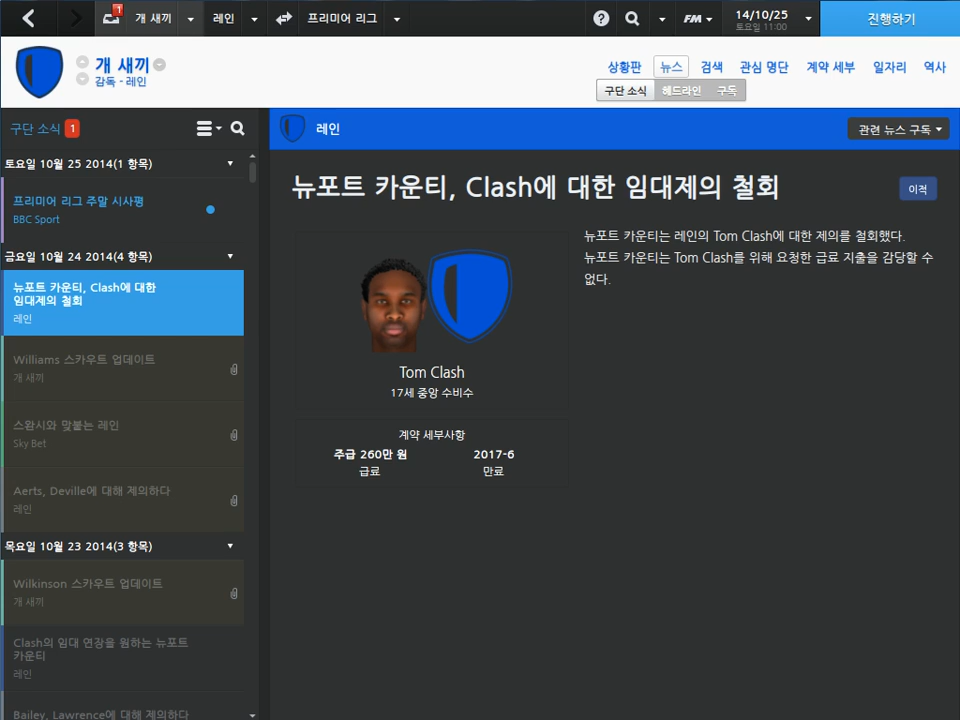 1
개 새끼
레인
프리미어 리그
?
FM
14/10/25
토요일 11:00
진행하기
개 새끼
감독 - 레인
상황판
뉴스
검색
관심 명단
계약 세부
일자리
역사
구단 소식
헤드라인
구독
구단 소식 1
레인
관련 뉴스 구독
토요일 10월 25 2014(1 항목)
프리미어 리그 주말 시사평
BBC Sport
금요일 10월 24 2014(4 항목)
뉴포트 카운티, Clash에 대한
임대제의 철회
레인
Williams 스카우트 업데이트
개 새끼
스완시와 맞붙는 레인
Sky Bet
Aerts, Deville에 대해 제의하다
레인
목요일 10월 23 2014(3 항목)
Wilkinson 스카우트 업데이트
개 새끼
Clash의 임대 연장을 원하는 뉴포트
카운티
레인
Bailey, Lawrence에 대해 제의하다
뉴포트 카운티, Clash에 대한 임대제의 철회
이적
뉴포트 카운티는 레인의 Tom Clash에 대한 제의를 철회했다.
뉴포트 카운티는 Tom Clash를 위해 요청한 급료 지출을 감당할 수
없다.
Tom Clash
17세 중앙 수비수
계약 세부사항
주급 260만 원
급료
2017-6
만료